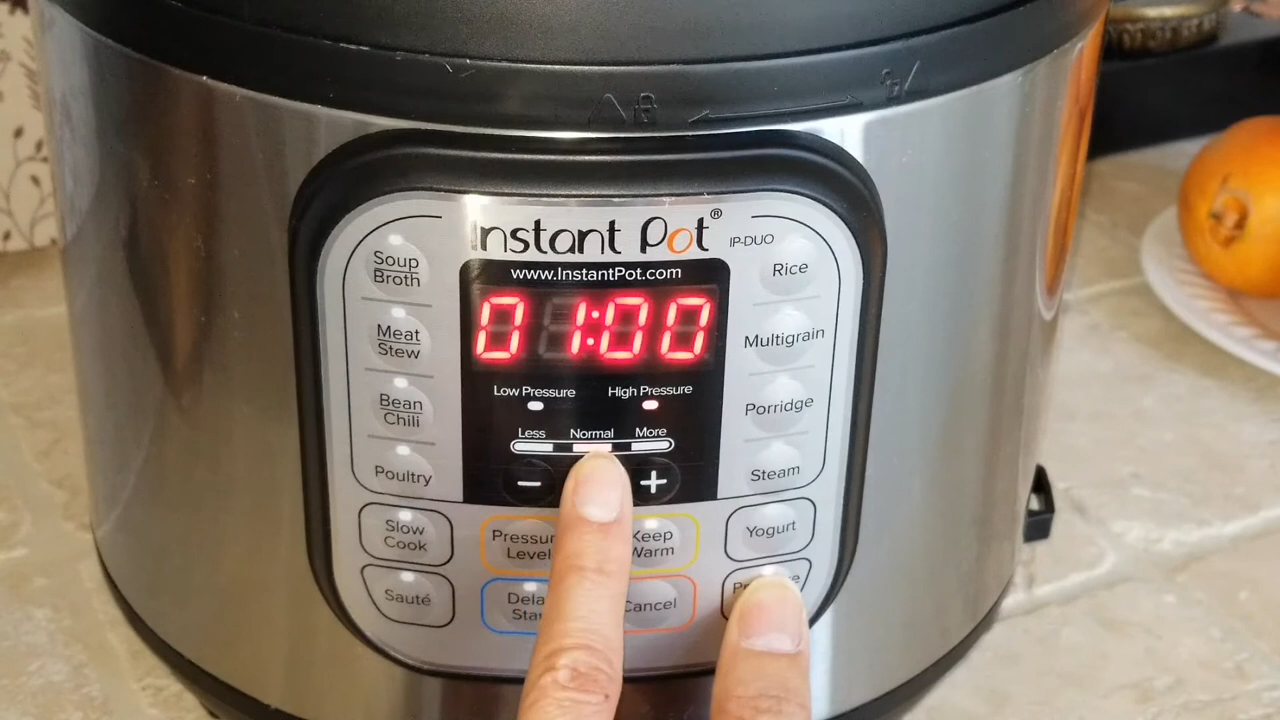 Instant Pot®
IP-DUO
www.InstantPot.com
01:00
Low Pressure
High Pressure
Less
Normal
More
−
+
Soup
Broth
Meat
Stew
Bean
Chili
Poultry
Slow
Cook
Sauté
Level
Keep
Cancel
Rice
Multigrain
Porridge
Steam
Yogurt